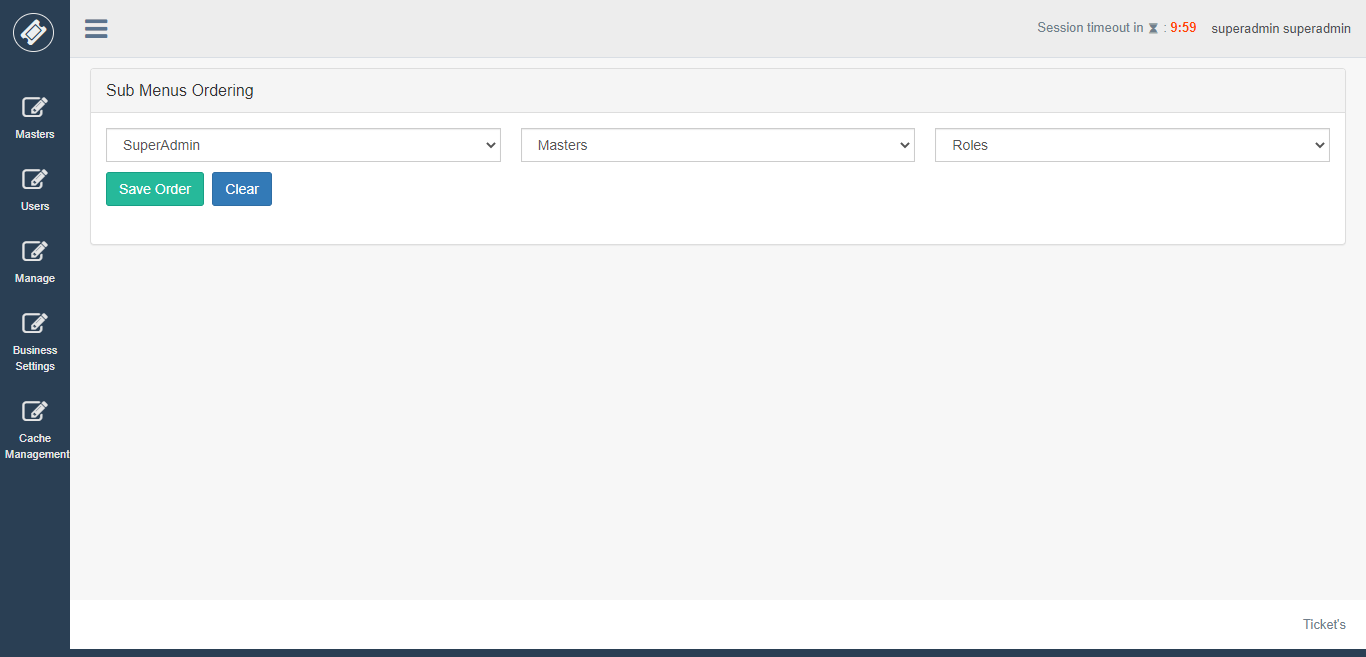 Session timeout in : 9:59 superadmin superadmin
Masters
Users
Manage
Business
Settings
Cache
Management
Sub Menus Ordering
SuperAdmin Masters Roles
Save Order Clear
Ticket's